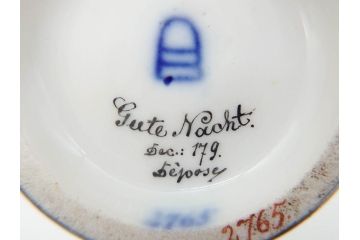 Gute Nacht.
Dec.: 179.
Déposé
2765
2765.